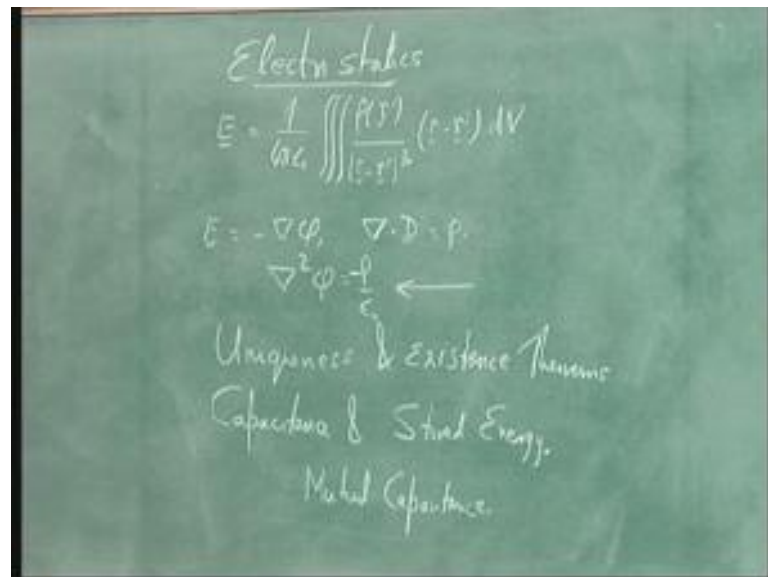 Electrostatics
E = 1/4πε₀ ∭ ρ(r')/|r-r'|³ (r-r') dV
E = -∇φ, ∇·D = ρ.
∇²φ = -ρ/ε₀ ←
Uniqueness & Existence Theorems
Capacitance & Stored Energy.
Mutual Capacitance.